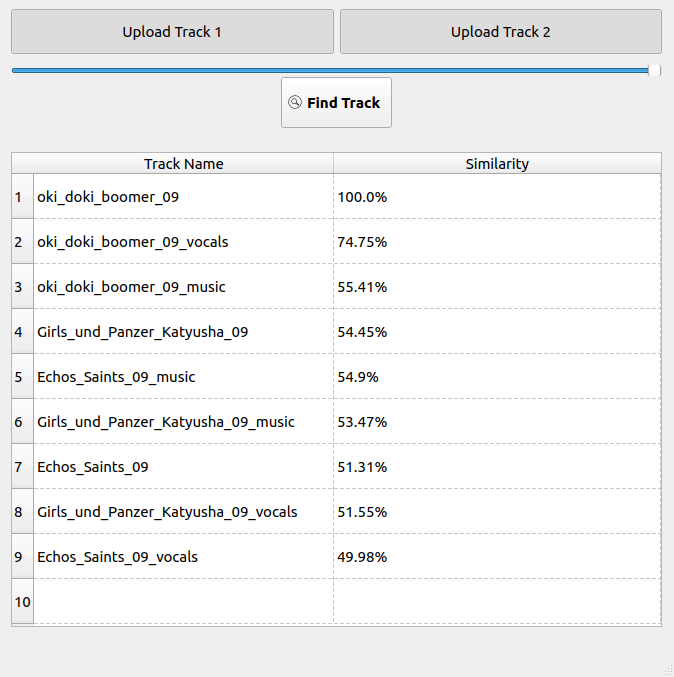 Upload Track 1 Upload Track 2
Find Track
Track Name Similarity
1 oki_doki_boomer_09 100.0%
2 oki_doki_boomer_09_vocals 74.75%
3 oki_doki_boomer_09_music 55.41%
4 Girls_und_Panzer_Katyusha_09 54.45%
5 Echos_Saints_09_music 54.9%
6 Girls_und_Panzer_Katyusha_09_music 53.47%
7 Echos_Saints_09 51.31%
8 Girls_und_Panzer_Katyusha_09_vocals 51.55%
9 Echos_Saints_09_vocals 49.98%
10